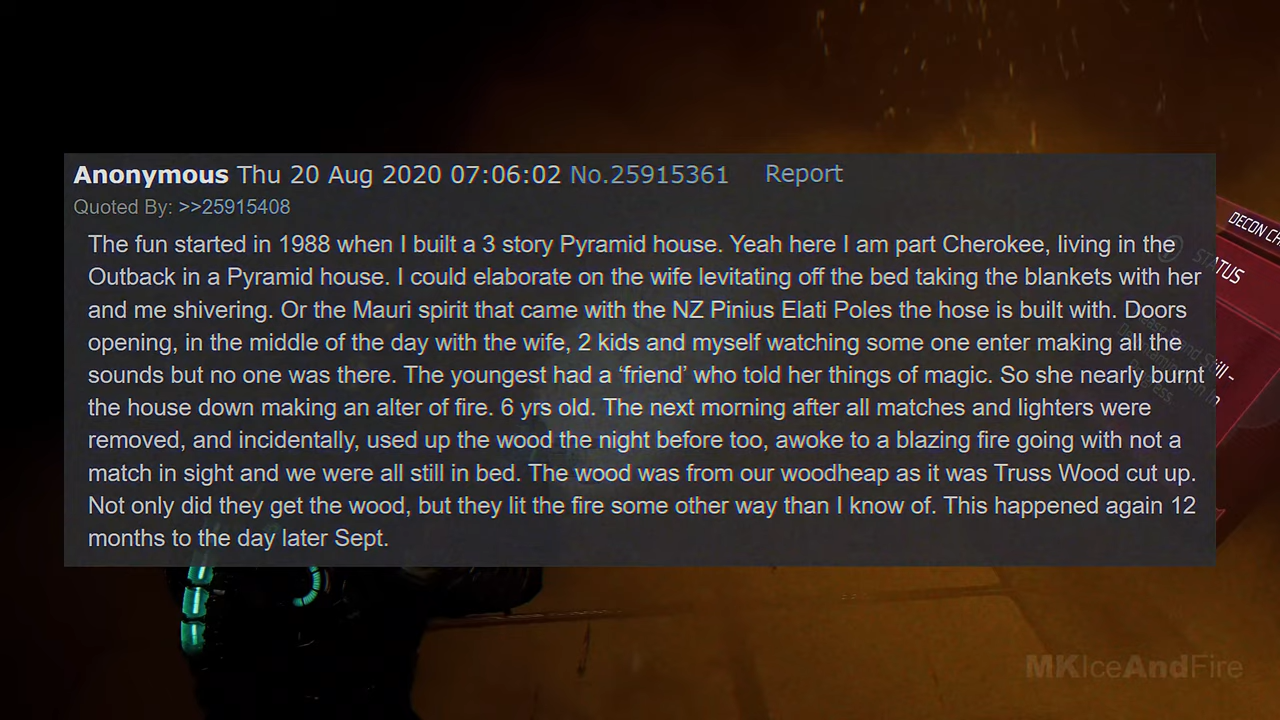 Anonymous Thu 20 Aug 2020 07:06:02 No.25915361 Report
Quoted By: >>25915408
The fun started in 1988 when I built a 3 story Pyramid house. Yeah here I am part Cherokee, living in the
Outback in a Pyramid house. I could elaborate on the wife levitating off the bed taking the blankets with her
and me shivering. Or the Mauri spirit that came with the NZ Pinius Elati Poles the hose is built with. Doors
opening, in the middle of the day with the wife, 2 kids and myself watching some one enter making all the
sounds but no one was there. The youngest had a ‘friend’ who told her things of magic. So she nearly burnt
the house down making an alter of fire. 6 yrs old. The next morning after all matches and lighters were
removed, and incidentally, used up the wood the night before too, awoke to a blazing fire going with not a
match in sight and we were all still in bed. The wood was from our woodheap as it was Truss Wood cut up.
Not only did they get the wood, but they lit the fire some other way than I know of. This happened again 12
months to the day later Sept.
DECON
STATUS
MKIceAndFire